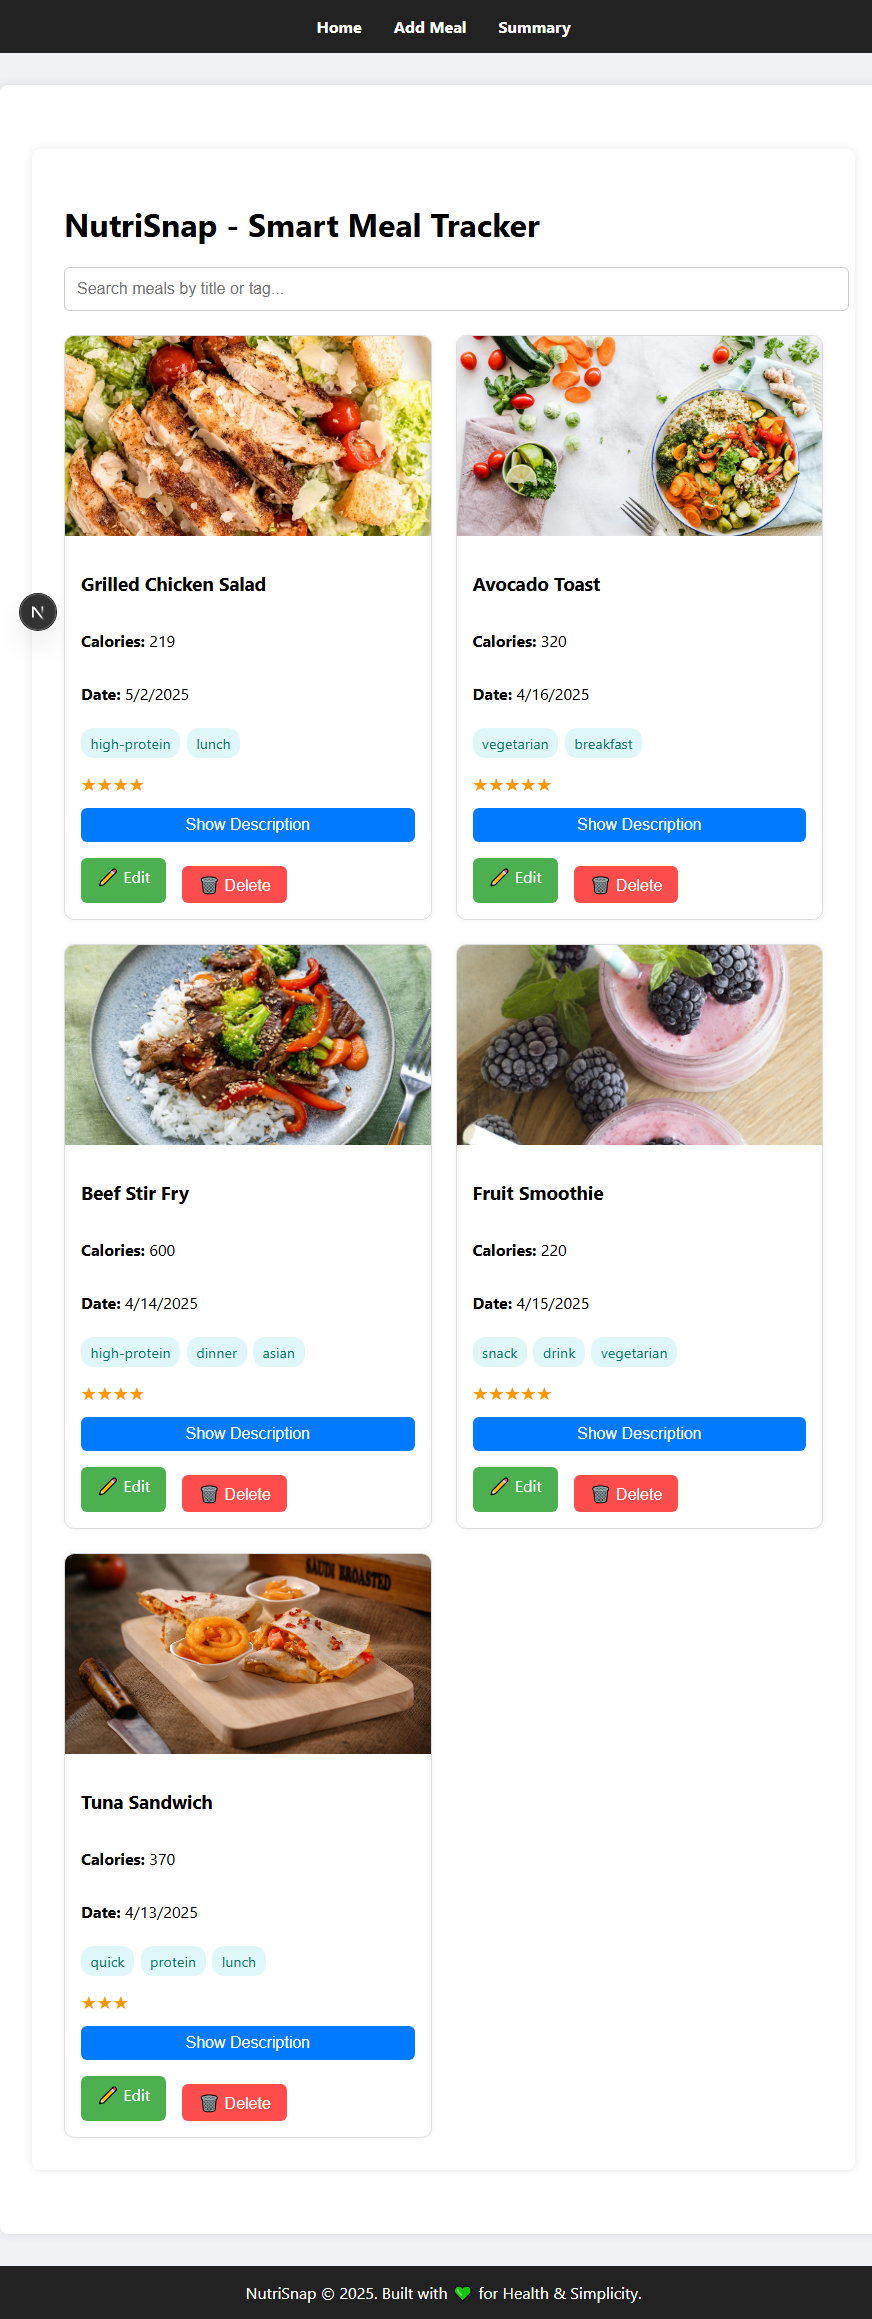 Home Add Meal Summary
NutriSnap - Smart Meal Tracker
Search meals by title or tag...
Grilled Chicken Salad
Calories: 219
Date: 5/2/2025
high-protein lunch
★★★★
Show Description
✏️ Edit 🗑️ Delete
Avocado Toast
Calories: 320
Date: 4/16/2025
vegetarian breakfast
★★★★★
Show Description
✏️ Edit 🗑️ Delete
N
Beef Stir Fry
Calories: 600
Date: 4/14/2025
high-protein dinner asian
★★★★
Show Description
✏️ Edit 🗑️ Delete
Fruit Smoothie
Calories: 220
Date: 4/15/2025
snack drink vegetarian
★★★★★
Show Description
✏️ Edit 🗑️ Delete
SAUDI BROASTED
Tuna Sandwich
Calories: 370
Date: 4/13/2025
quick protein lunch
★★★
Show Description
✏️ Edit 🗑️ Delete
NutriSnap © 2025. Built with 💚 for Health & Simplicity.